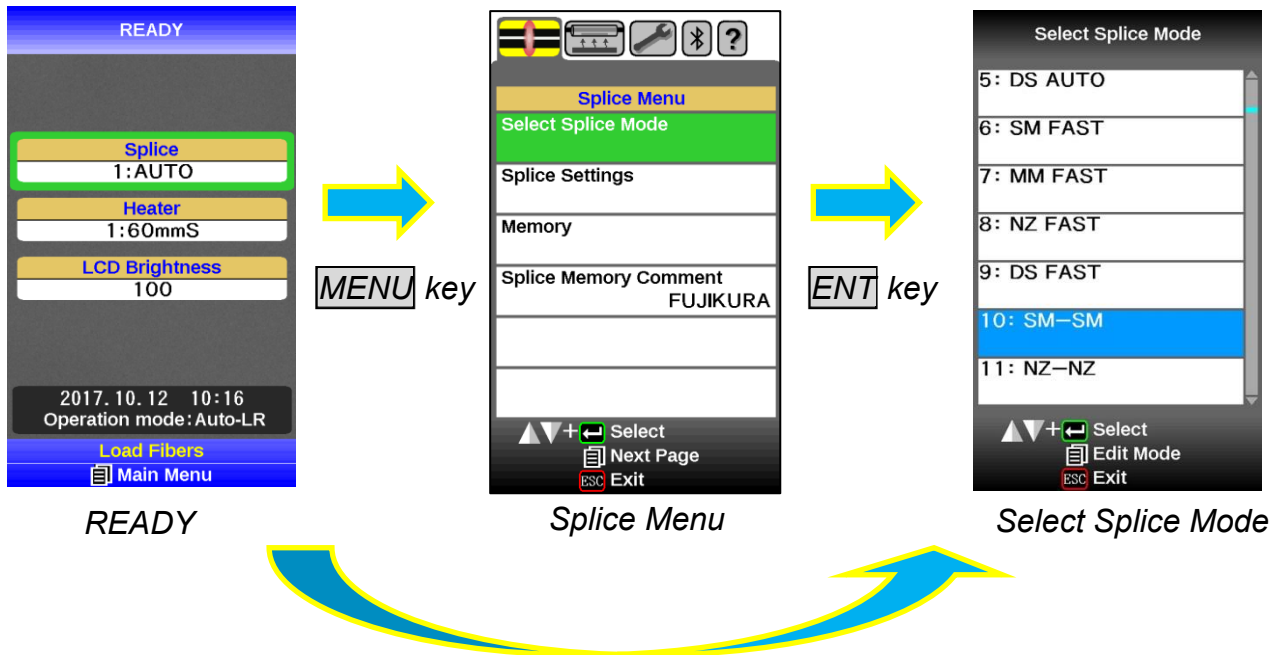 READY
Splice
1:AUTO
Heater
1:60mmS
LCD Brightness
100
2017.10.12 10:16
Operation mode:Auto-LR
Load Fibers
Main Menu
READY
MENU key
?
Splice Menu
Select Splice Mode
Splice Settings
Memory
Splice Memory Comment
FUJIKURA
+ Select
Next Page
ESC Exit
Splice Menu
ENT key
Select Splice Mode
5: DS AUTO
6: SM FAST
7: MM FAST
8: NZ FAST
9: DS FAST
10: SM-SM
11: NZ-NZ
+ Select
Edit Mode
ESC Exit
Select Splice Mode